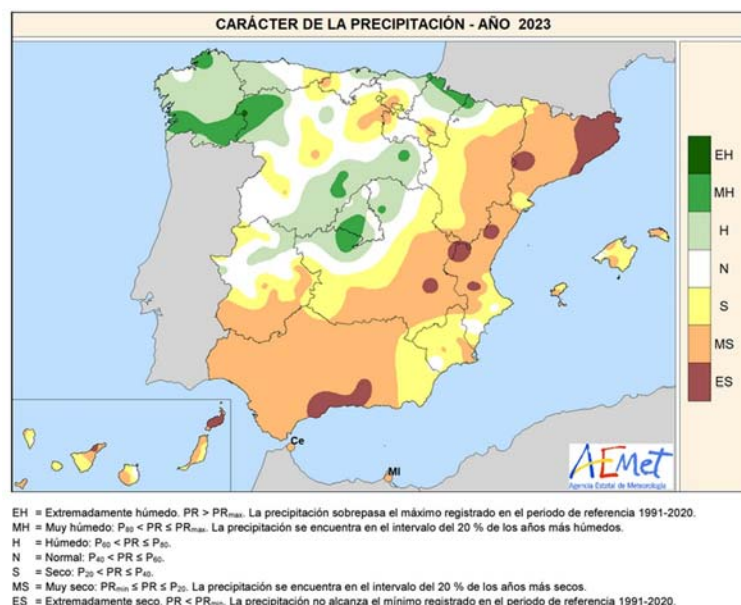 CARÁCTER DE LA PRECIPITACIÓN - AÑO 2023
EH
MH
H
N
S
MS
ES
Ce
Ml
AEMet
Agencia Estatal de Meteorología
EH = Extremadamente húmedo. PR > PRmax. La precipitación sobrepasa el máximo registrado en el periodo de referencia 1991-2020.
MH = Muy húmedo: P80 < PR ≤ PRmax. La precipitación se encuentra en el intervalo del 20 % de los años más húmedos.
H = Húmedo: P60 < PR ≤ P80.
N = Normal: P40 < PR ≤ P60.
S = Seco: P20 < PR ≤ P40.
MS = Muy seco: PRmin ≤ PR ≤ P20. La precipitación se encuentra en el intervalo del 20 % de los años más secos.
ES = Extremadamente seco. PR < PRmin. La precipitación no alcanza el mínimo registrado en el periodo de referencia 1991-2020.